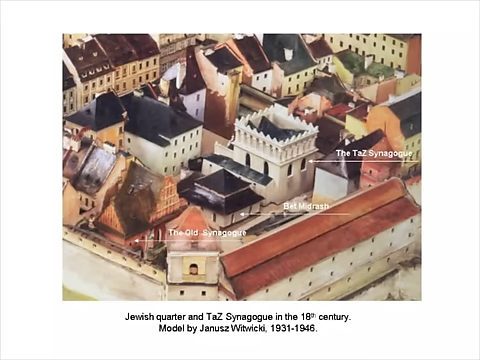 The TaZ Synagogue
Bet Midrash
The Old Synagogue
Jewish quarter and TaZ Synagogue in the 18th century.
Model by Janusz Witwicki, 1931-1946.